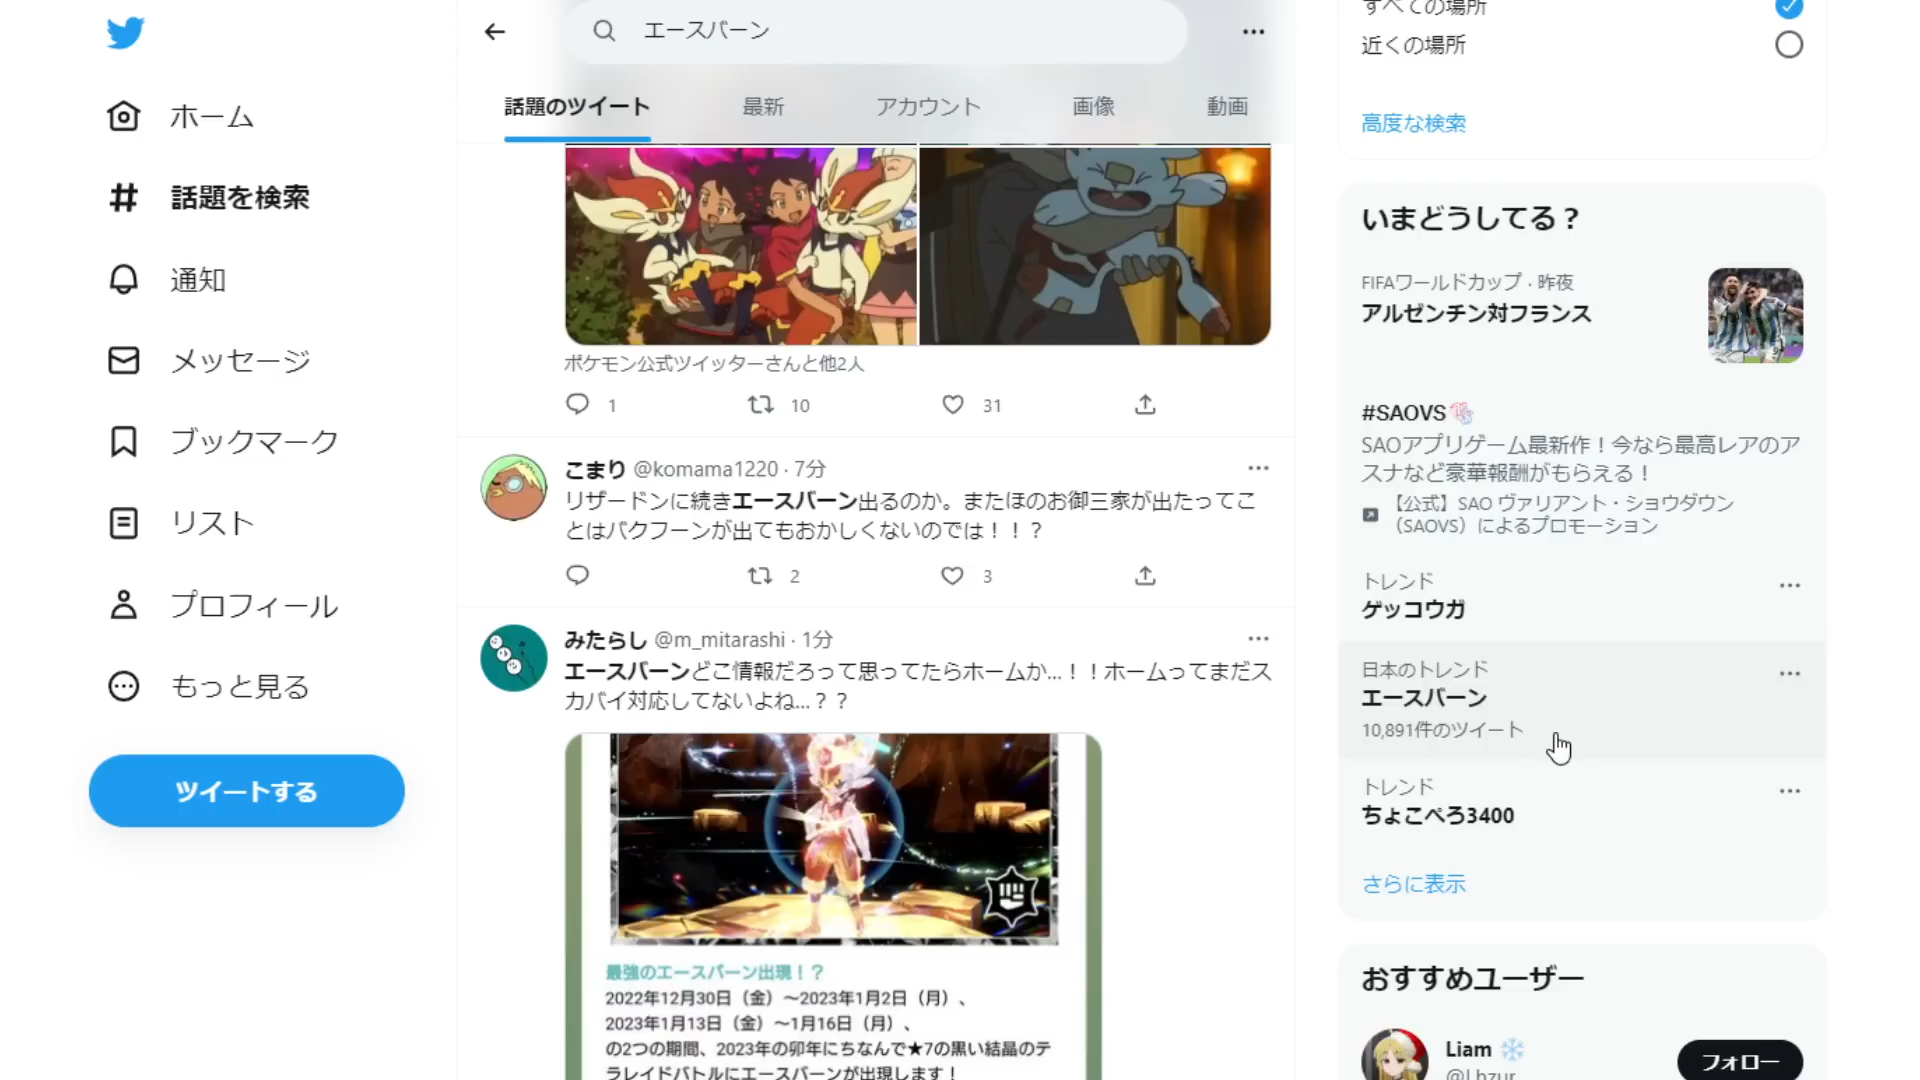 ホーム
話題を検索
通知
メッセージ
ブックマーク
リスト
プロフィール
もっと見る
ツイートする
エースバーン
話題のツイート
最新
アカウント
画像
動画
ポケモン公式ツイッターさんと他2人
1
10
31
こまり @komama1220 · 7分
リザードンに続きエースバーン出るのか。またほのお御三家が出たってこ
とはバクフーンが出てもおかしくないのでは！！？
2
3
みたらし @m_mitarashi · 1分
エースバーンどこ情報だろって思ってたらホームか...！！ホームってまだス
カバイ対応してないよね...？？
最強のエースバーン出現！？
2022年12月30日（金）～2023年1月2日（月）、
2023年1月13日（金）～1月16日（月）、
の2つの期間、2023年の卯年にちなんで★7の黒い結晶のテ
ラレイドバトルにエースバーンが出現します！
すべての場所
近くの場所
高度な検索
いまどうしてる？
FIFAワールドカップ · 昨夜
アルゼンチン対フランス
#SAOVS
SAOアプリゲーム最新作！今なら最高レアのア
スナなど豪華報酬がもらえる！
【公式】SAO ヴァリアント・ショウダウン
（SAOVS）によるプロモーション
トレンド
ゲッコウガ
日本のトレンド
エースバーン
10,891件のツイート
トレンド
ちょこぺろ3400
さらに表示
おすすめユーザー
Liam
フォロー